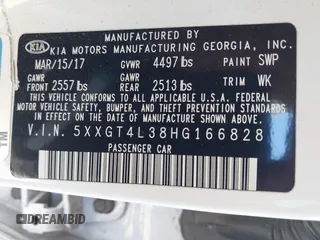 MANUFACTURED BY
KIA KIA MOTORS MANUFACTURING GEORGIA, INC.
MAR/15/17 GVWR 4497 lbs PAINT SWP
GAWR FRONT 2557 lbs GAWR REAR 2513 lbs TRIM WK
THIS VEHICLE CONFORMS TO ALL APPLICABLE U.S.A. FEDERAL MOTOR
VEHICLE SAFETY, BUMPER, AND THEFT PREVENTION STANDARDS IN
EFFECT ON THE DATE OF MANUFACTURE SHOWN ABOVE.
V.I.N. 5XXGT4L38HG166828
PASSENGER CAR
TM
DREAMBID